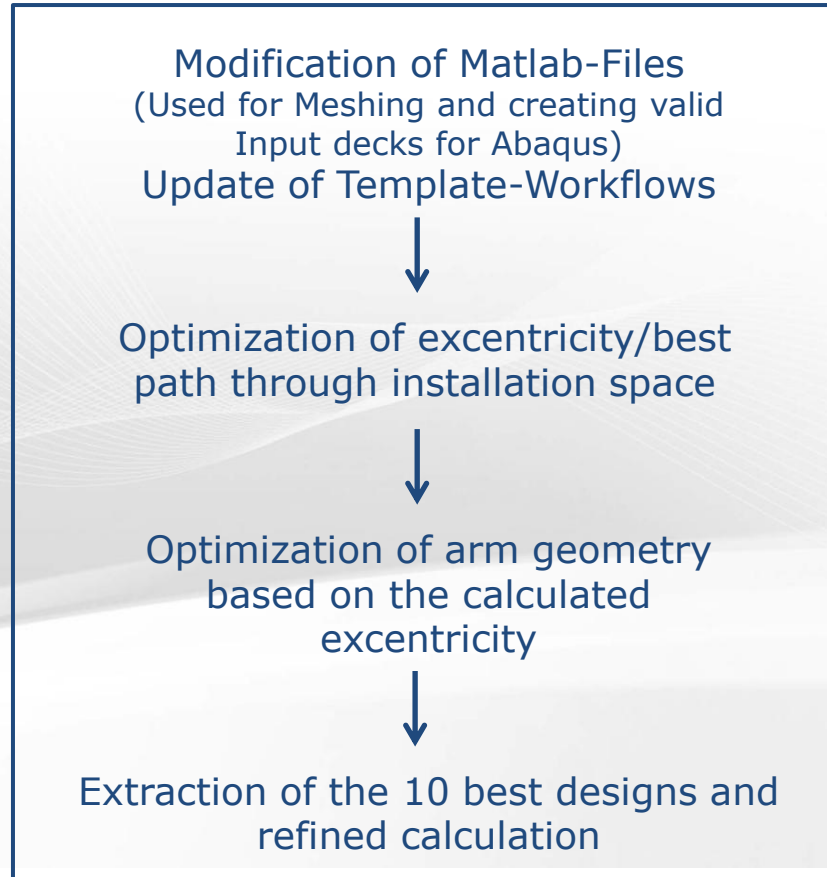 Modification of Matlab-Files
(Used for Meshing and creating valid
Input decks for Abaqus)
Update of Template-Workflows
Optimization of excentricity/best
path through installation space
Optimization of arm geometry
based on the calculated
excentricity
Extraction of the 10 best designs and
refined calculation